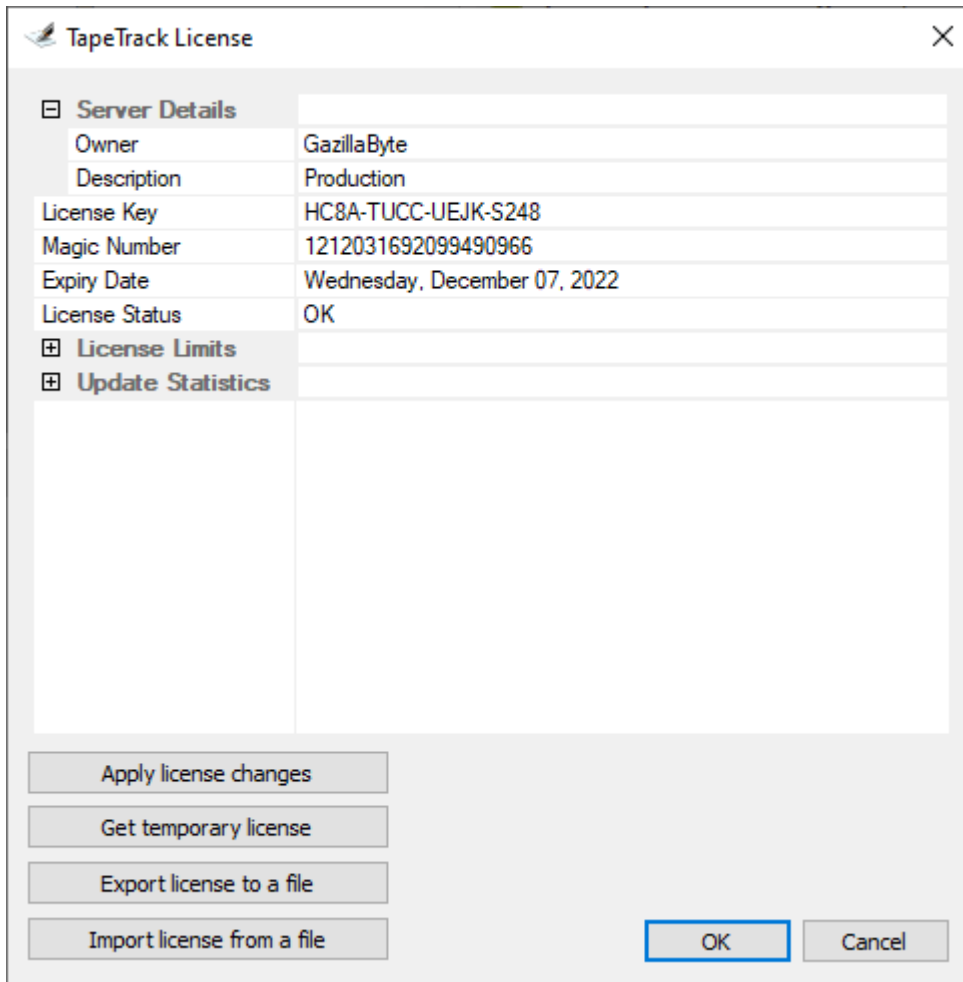 TapeTrack License
Server Details
Owner GazillaByte
Description Production
License Key HC8A-TUCC-UEJK-S248
Magic Number 1212031692099490966
Expiry Date Wednesday, December 07, 2022
License Status OK
License Limits
Update Statistics
Apply license changes
Get temporary license
Export license to a file
Import license from a file
OK Cancel